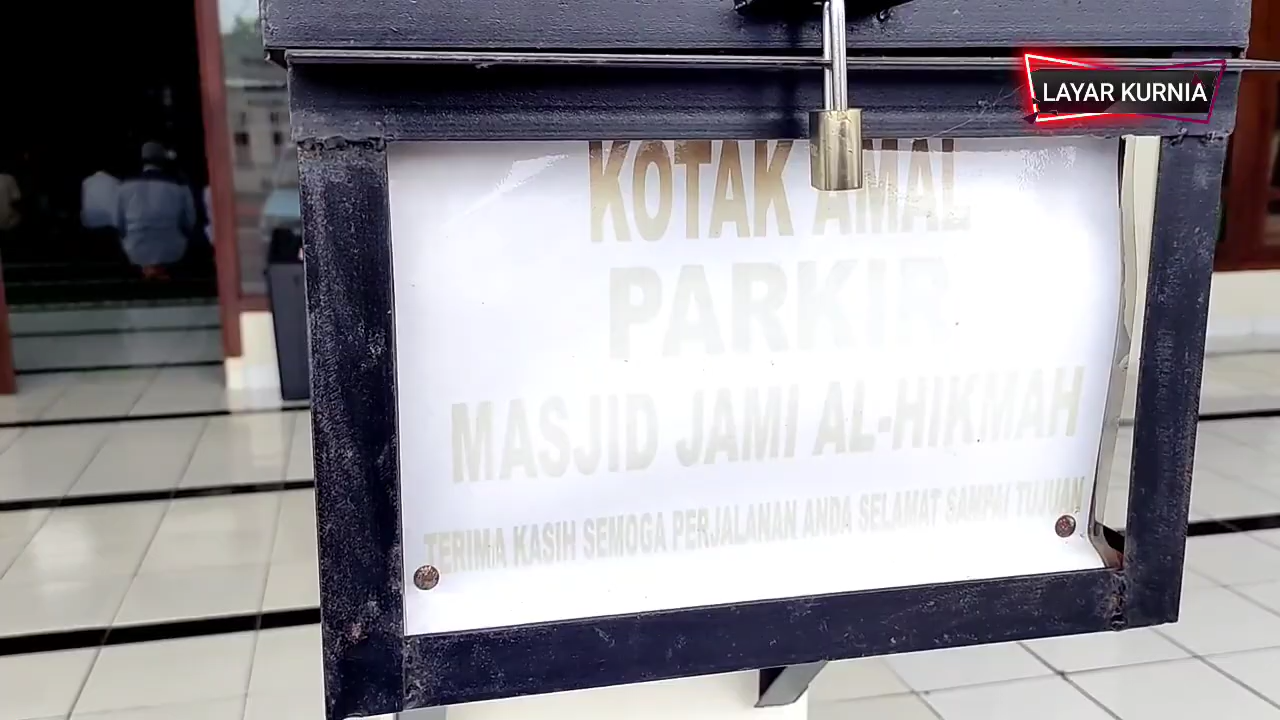 LAYAR KURNIA
KOTAK AMAL
PARKIR
MASJID JAMI AL-HIKMAH
TERIMA KASIH SEMOGA PERJALANAN ANDA SELAMAT SAMPAI TUJUAN